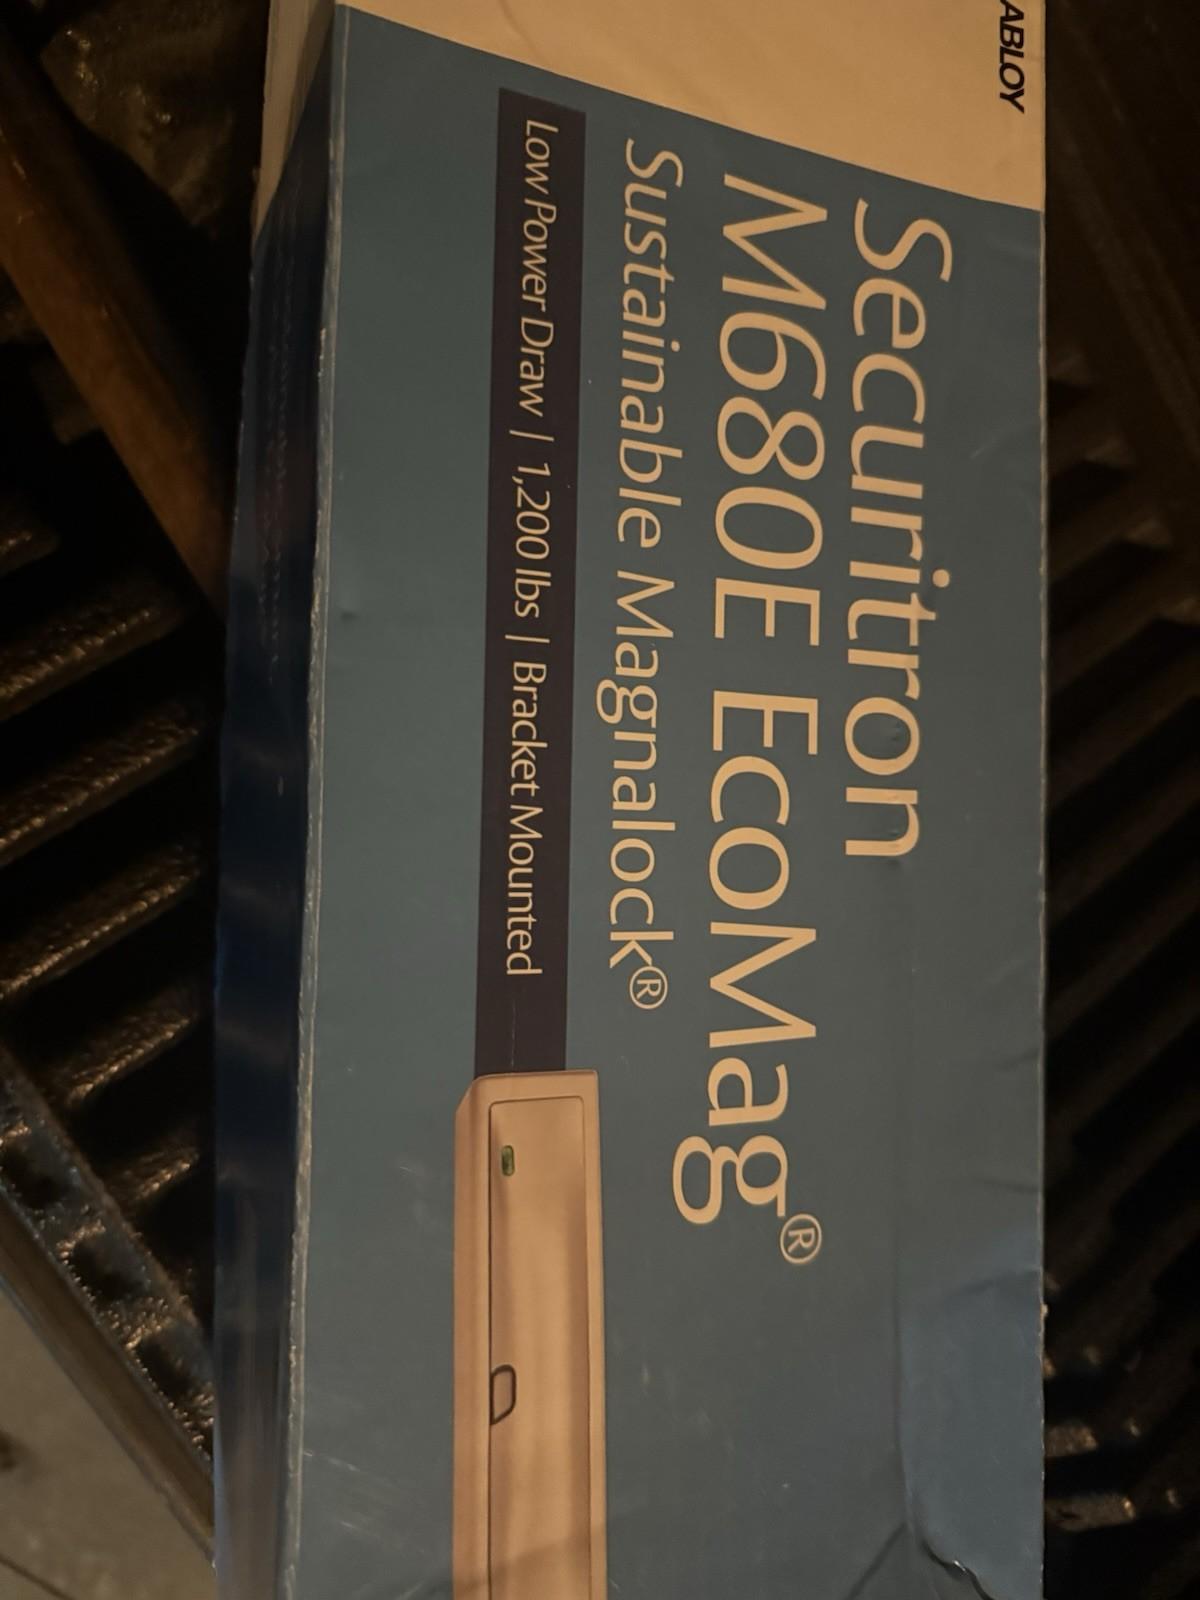 ABLOY
Securitron
M680E EcoMag®
Sustainable Magnalock®
Low Power Draw | 1,200 lbs | Bracket Mounted